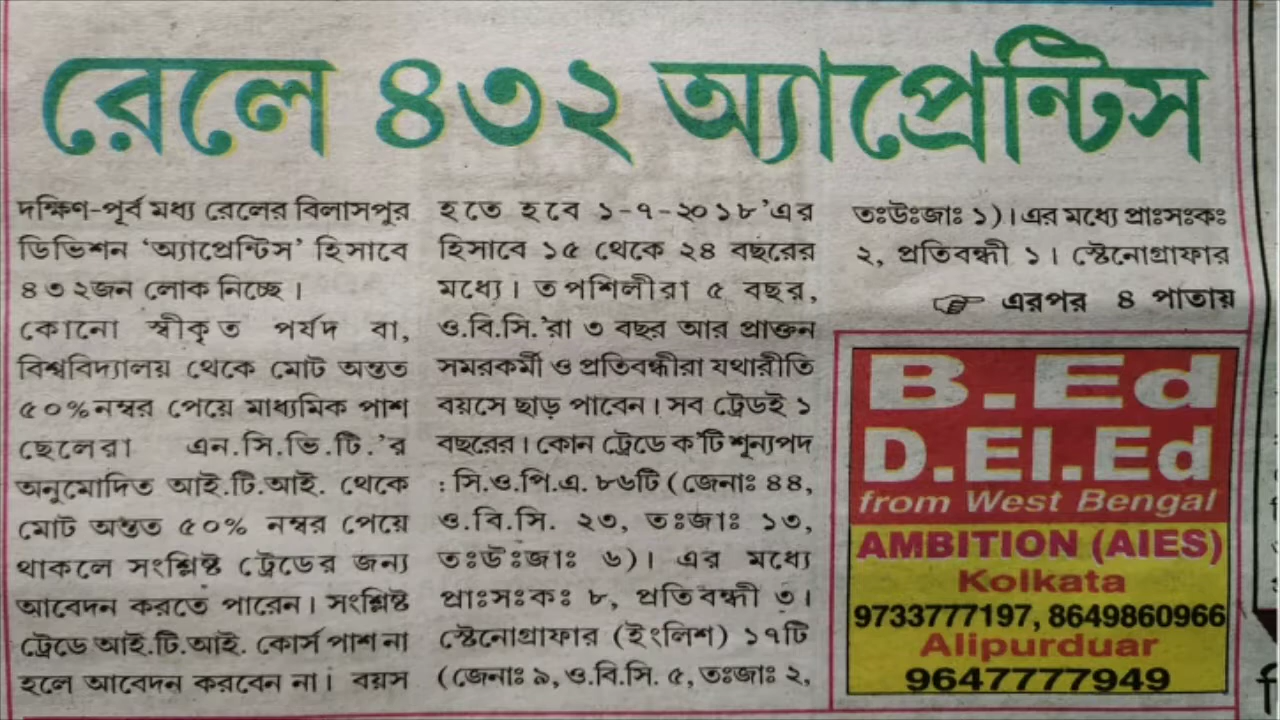 রেলে ৪৩২ অ্যাপ্রেন্টিস
দক্ষিণ-পূর্ব মধ্য রেলের বিলাসপুর
ডিভিশন 'অ্যাপ্রেন্টিস' হিসাবে
৪৩২জন লোক নিচ্ছে।
কোনো স্বীকৃত পর্যদ বা,
বিশ্ববিদ্যালয় থেকে মোট অন্তত
৫০%নম্বর পেয়ে মাধ্যমিক পাশ
ছেলেরা এন.সি.ভি.টি.'র
অনুমোদিত আই.টি.আই. থেকে
মোট অন্তত ৫০% নম্বর পেয়ে
থাকলে সংশ্লিষ্ট ট্রেডের জন্য
আবেদন করতে পারেন। সংশ্লিষ্ট
ট্রেডে আই.টি.আই. কোর্স পাশ না
হলে আবেদন করবেন না। বয়স
হতে হবে ১-৭-২০১৮'এর
হিসাবে ১৫ থেকে ২৪ বছরের
মধ্যে। তপশিলীরা ৫ বছর,
ও.বি.সি.'রা ৩ বছর আর প্রাক্তন
সমরকর্মী ও প্রতিবন্ধীরা যথারীতি
বয়সে ছাড় পাবেন। সব ট্রেডই ১
বছরের। কোন ট্রেডে ক'টি শূন্যপদ
: সি.ও.পি.এ. ৮৬টি (জেনাঃ ৪৪,
ও.বি.সি. ২৩, তঃজাঃ ১৩,
তঃউঃজাঃ ৬)। এর মধ্যে
প্রাঃসঃকঃ ৮, প্রতিবন্ধী ৩।
স্টেনোগ্রাফার (ইংলিশ) ১৭টি
(জেনাঃ ৯, ও.বি.সি. ৫, তঃজাঃ ২,
তঃউঃজাঃ ১)। এর মধ্যে প্রাঃসঃকঃ
২, প্রতিবন্ধী ১। স্টেনোগ্রাফার
☞ এরপর ৪ পাতায়
B.Ed
D.El.Ed
from West Bengal
AMBITION (AIES)
Kolkata
9733777197, 8649860966
Alipurduar
9647777949